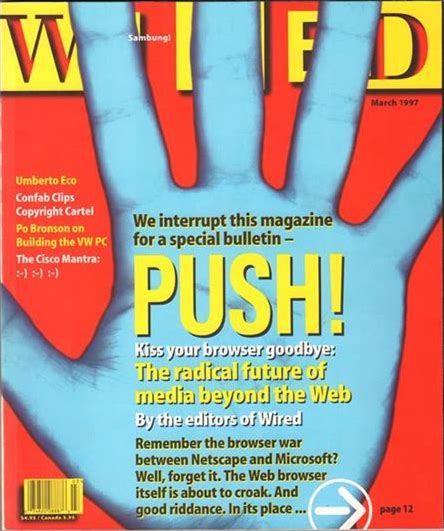 WIRED
Sambung!
March 1997
Umberto Eco
Confab Clips
Copyright Cartel
Po Bronson on
Building the VW PC
The Cisco Mantra:
:-) :-) :-)
We interrupt this magazine
for a special bulletin –
PUSH!
Kiss your browser goodbye:
The radical future of
media beyond the Web
By the editors of Wired
Remember the browser war
between Netscape and Microsoft?
Well, forget it. The Web browser
itself is about to croak. And
good riddance. In its place ...
page 12
$4.95 / Canada 5.95